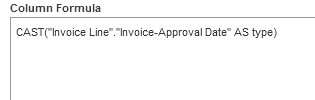 Column Formula
CAST("Invoice Line"."Invoice-Approval Date" AS type)